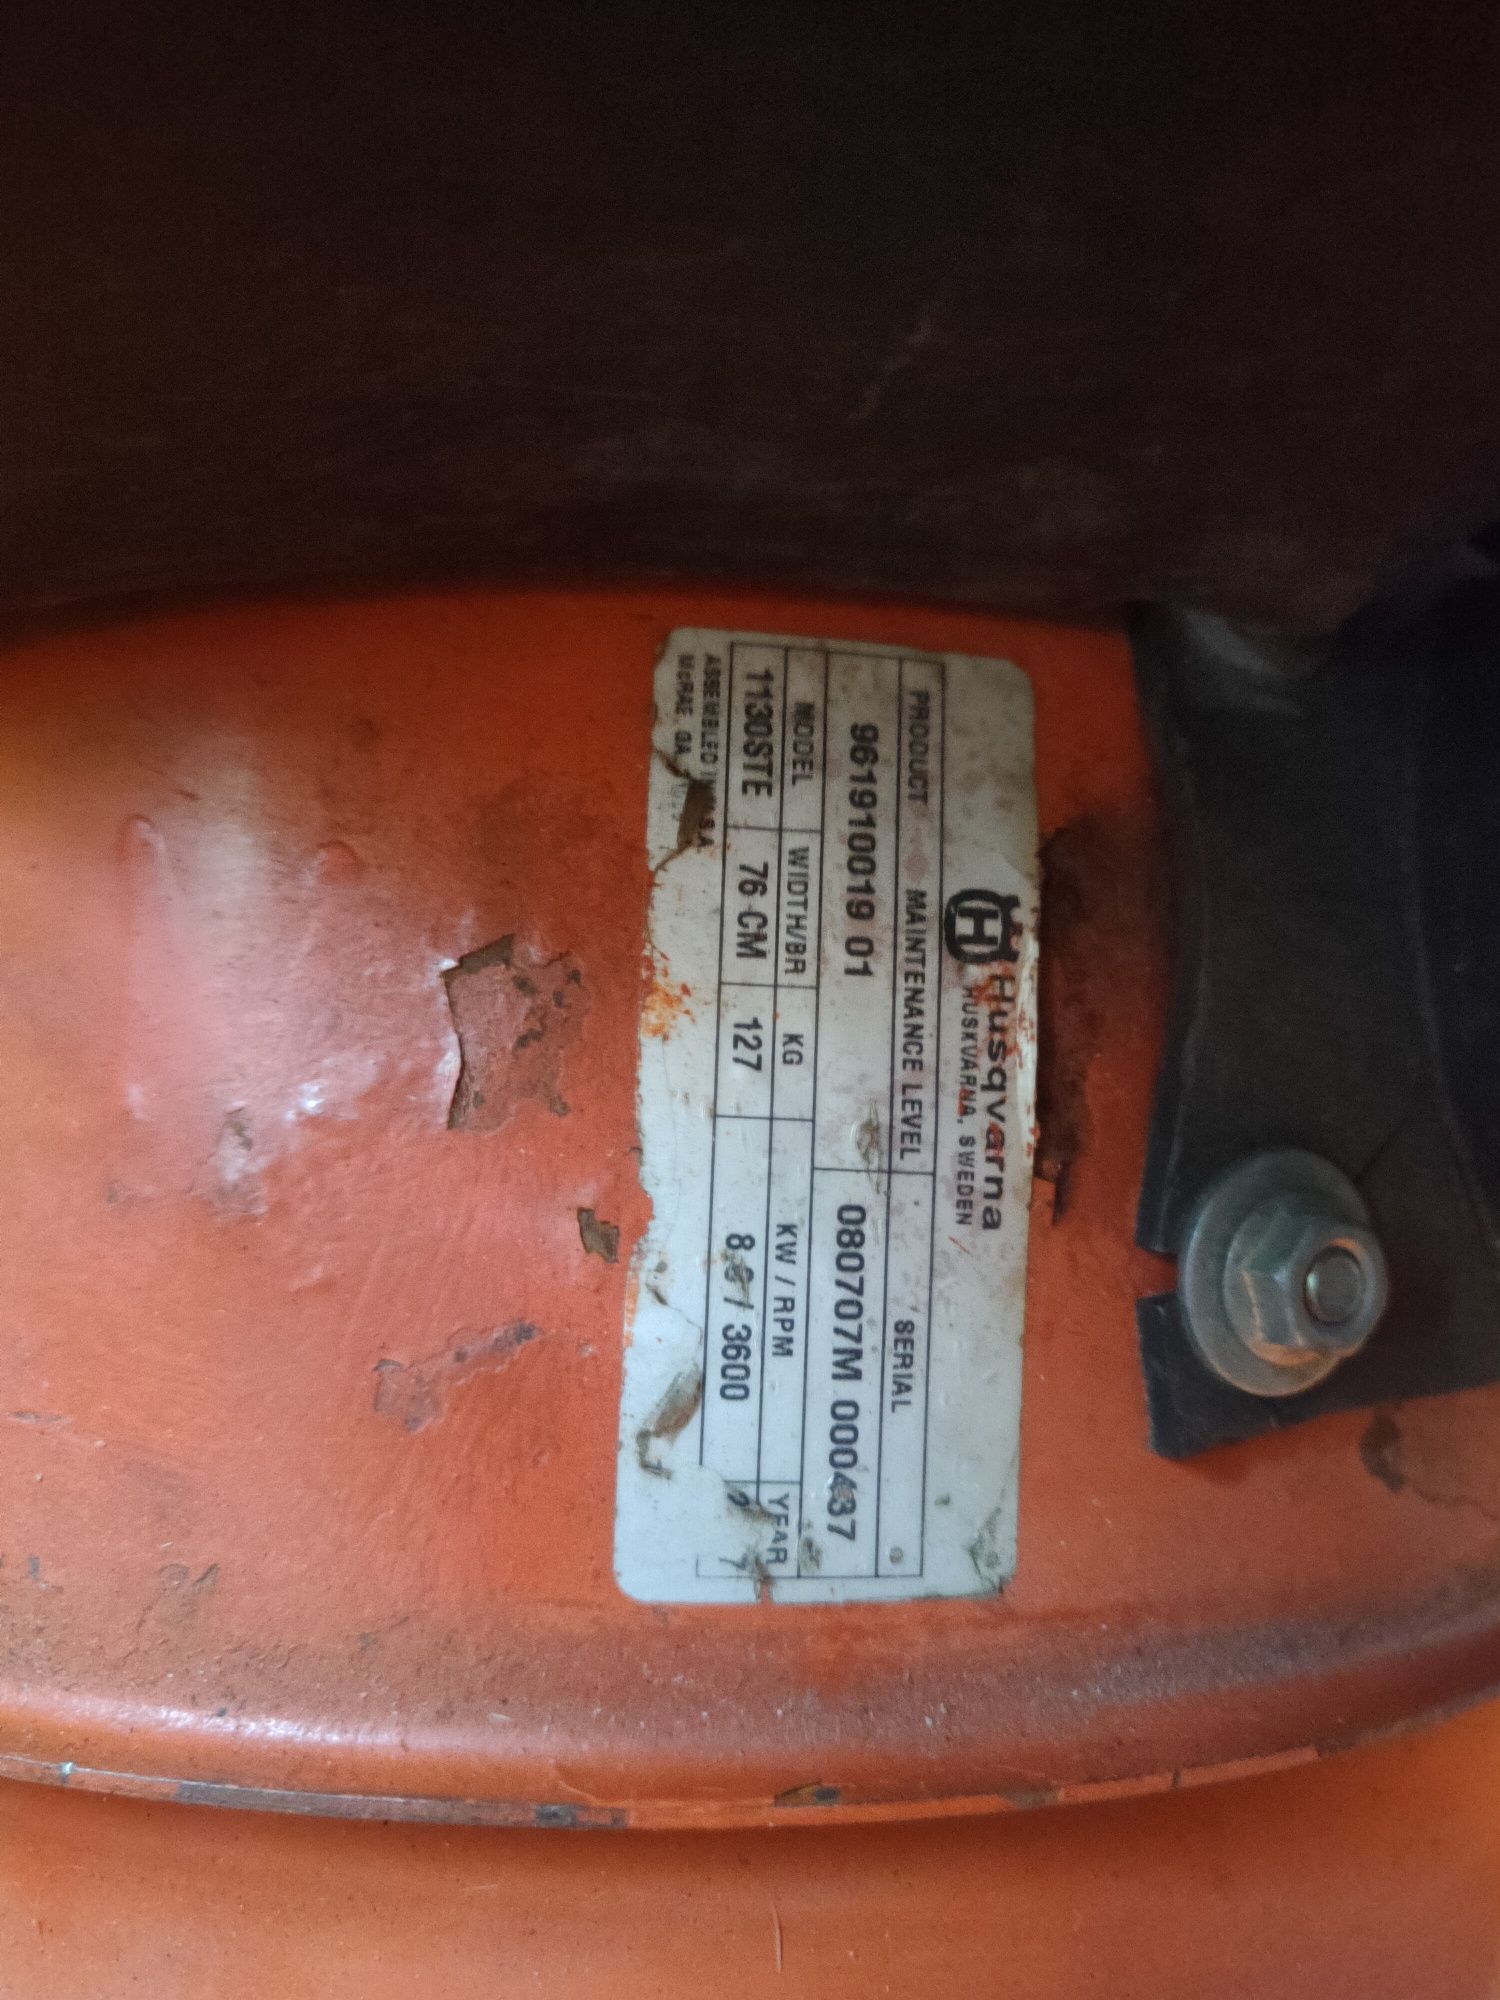 Husqvarna
HUSKVARNA, SWEDEN
PRODUCT MAINTENANCE LEVEL SERIAL
961910019 01 080707M 000437
MODEL WIDTH/BR KG KW / RPM YEAR
1130STE 76 CM 127 / 3600
ASSEMBLED
McRAE, GA